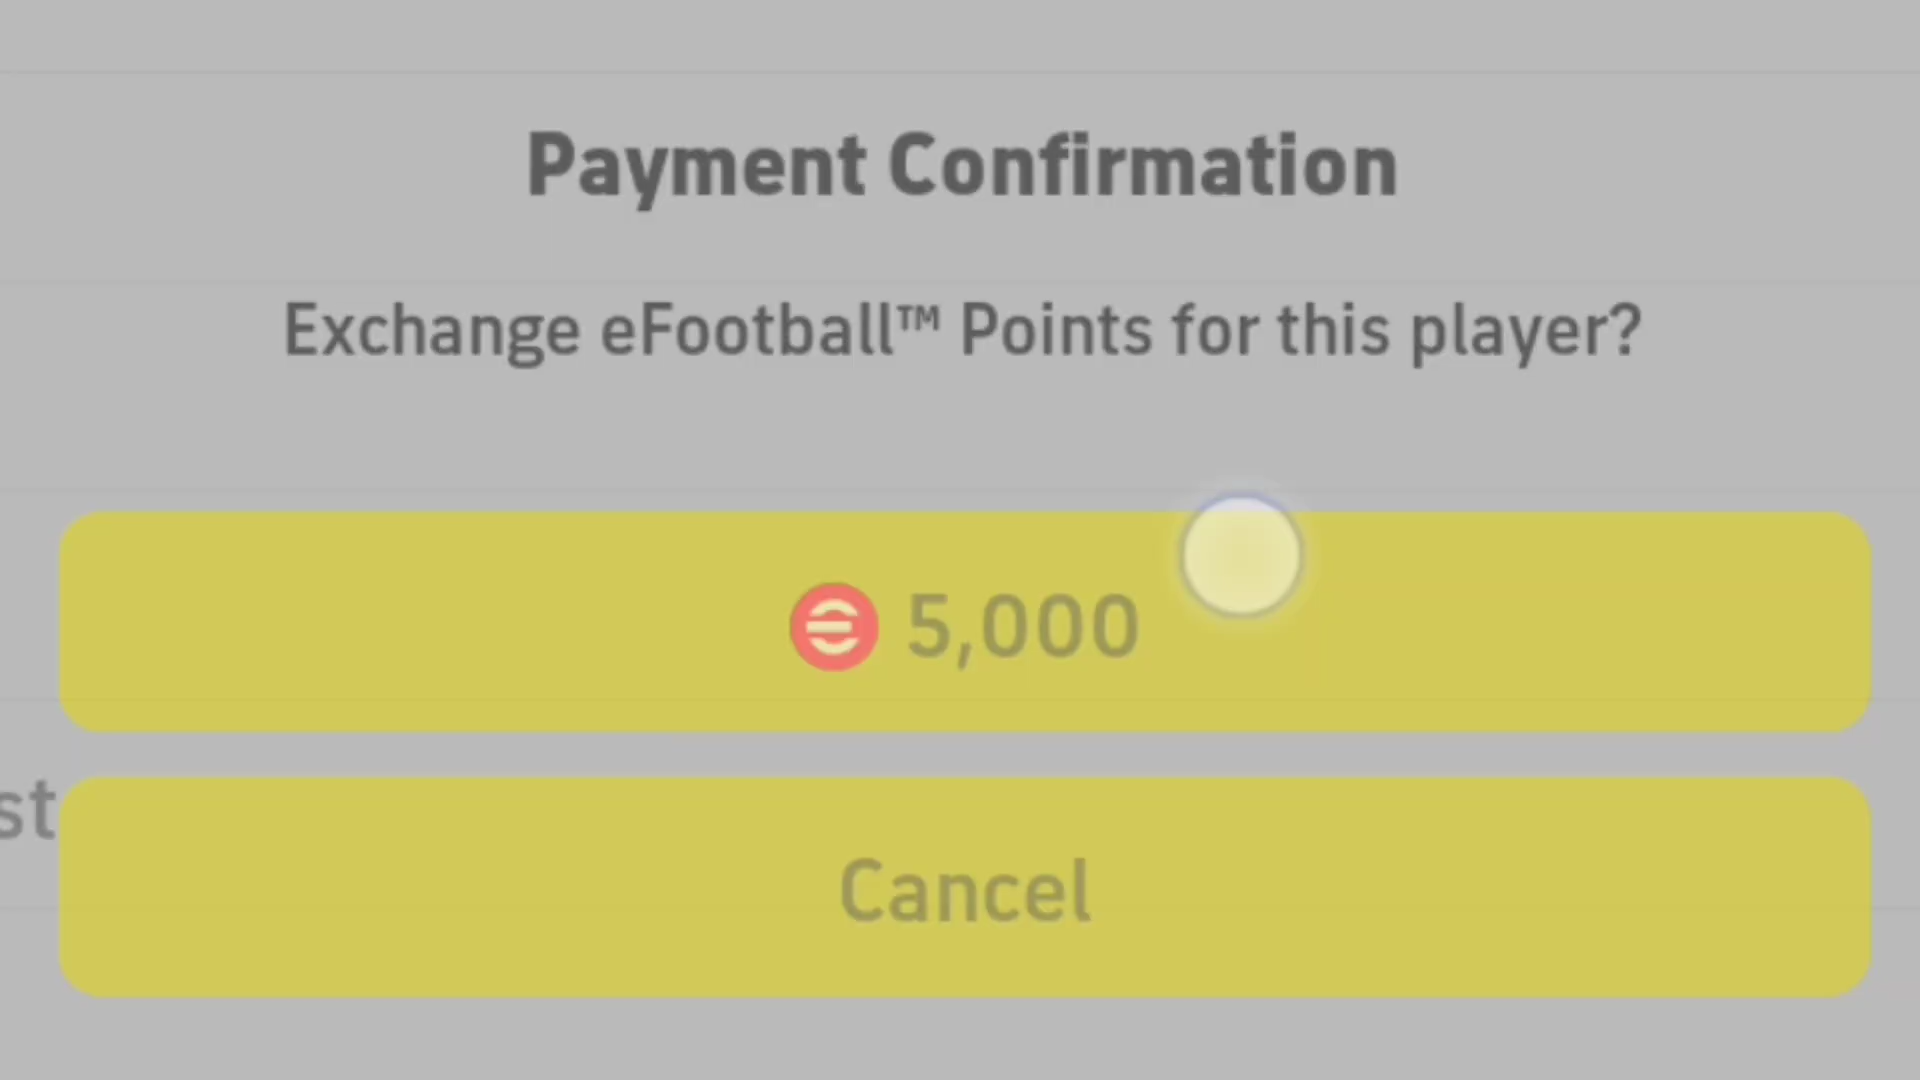 Payment Confirmation
Exchange eFootball™ Points for this player?
5,000
st
Cancel